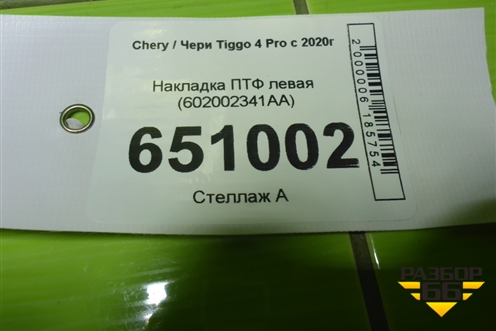 Chery / Чери Tiggo 4 Pro с 2020г
Накладка ПТФ левая
(602002341AA)
651002
Стеллаж А
2000006185754
РАЗБОР
66